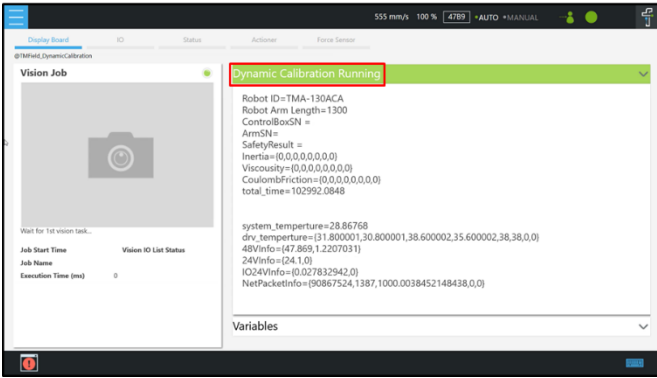 555 mm/s 100 % 47B9 •AUTO •MANUAL
Display Board IO Status Actioner Force Sensor
@TMField_DynamicCalibration
Vision Job
Wait for 1st vision task...
Job Start Time Vision IO List Status
Job Name
Execution Time (ms) 0
Dynamic Calibration Running
Robot ID=TMA-130ACA
Robot Arm Length=1300
ControlBoxSN =
ArmSN=
SafetyResult =
Inertia={0,0,0,0,0,0,0,0}
Viscousity={0,0,0,0,0,0,0,0}
CoulombFriction={0,0,0,0,0,0,0,0}
total_time=102992.0848
system_temperture=28.86768
drv_temperture={31.800001,30.800001,38.600002,35.600002,38,38,0,0}
48VInfo={47.869,1.2207031}
24VInfo={24.1,0}
IO24VInfo={0.027832942,0}
NetPacketInfo={90867524,1387,1000.0038452148438,0,0}
Variables